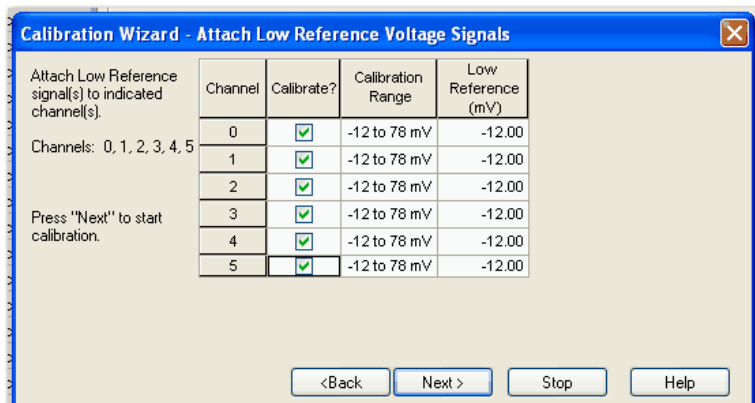 Calibration Wizard - Attach Low Reference Voltage Signals
Attach Low Reference
signal(s) to indicated
channel(s).
Channels: 0, 1, 2, 3, 4, 5
Press "Next" to start
calibration.
Channel Calibrate? Calibration Range Low Reference (mV)
0 -12 to 78 mV -12.00
1 -12 to 78 mV -12.00
2 -12 to 78 mV -12.00
3 -12 to 78 mV -12.00
4 -12 to 78 mV -12.00
5 -12 to 78 mV -12.00
<Back Next > Stop Help